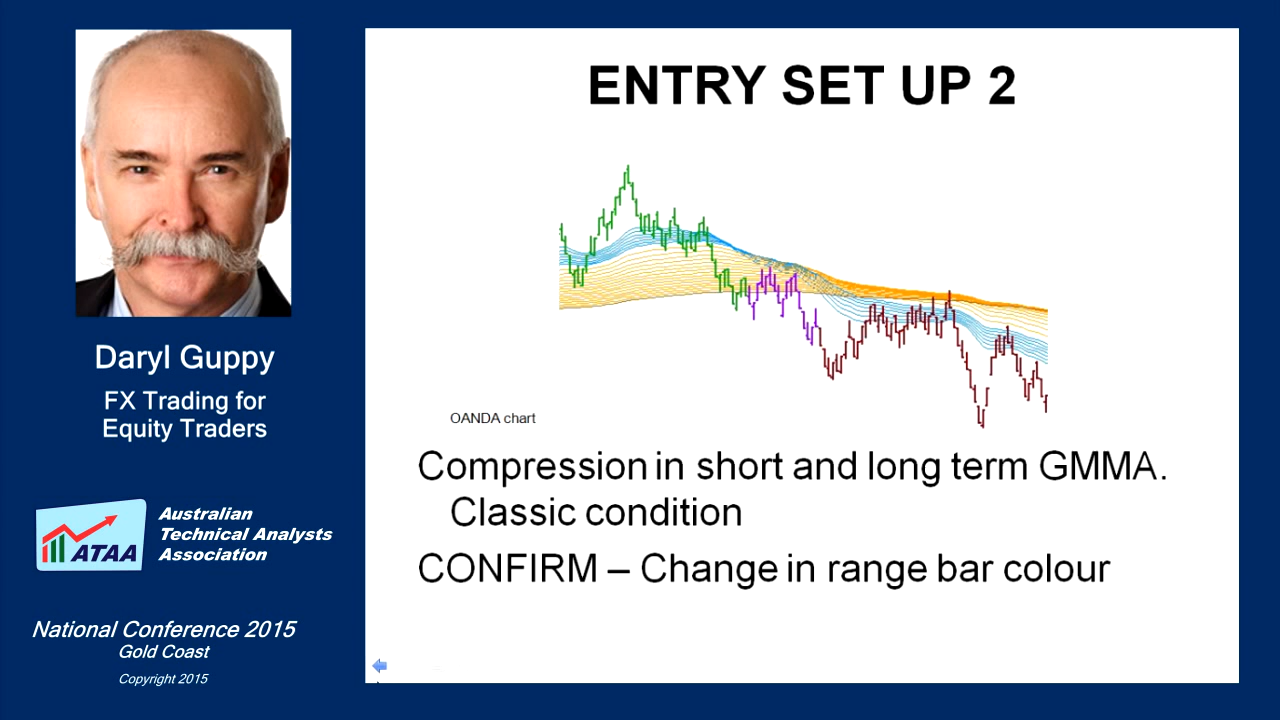 Daryl Guppy
FX Trading for
Equity Traders
ATAA
Australian
Technical Analysts
Association
National Conference 2015
Gold Coast
Copyright 2015
ENTRY SET UP 2
OANDA chart
Compression in short and long term GMMA.
Classic condition
CONFIRM – Change in range bar colour